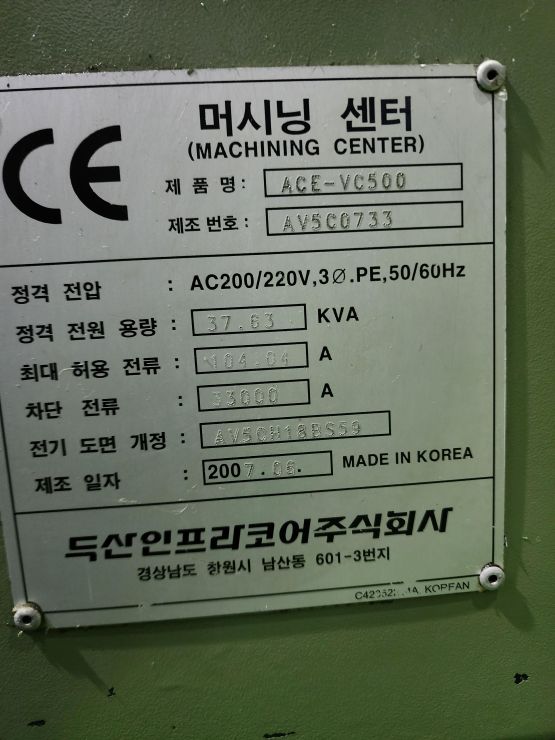 CE
머시닝 센터
(MACHINING CENTER)
제 품 명 : ACE-VC500
제조 번호 : AV5C0733
정격 전압 : AC200/220V,3Ø.PE,50/60Hz
정격 전원 용량 : 37.63 KVA
최대 허용 전류 : 104.04 A
차단 전류 : 33000 A
전기 도면 개정 : AV5CH18BS59
제조 일자 : 2007.06. MADE IN KOREA
두산인프라코어주식회사
경상남도 창원시 남산동 601-3번지
KOREAN